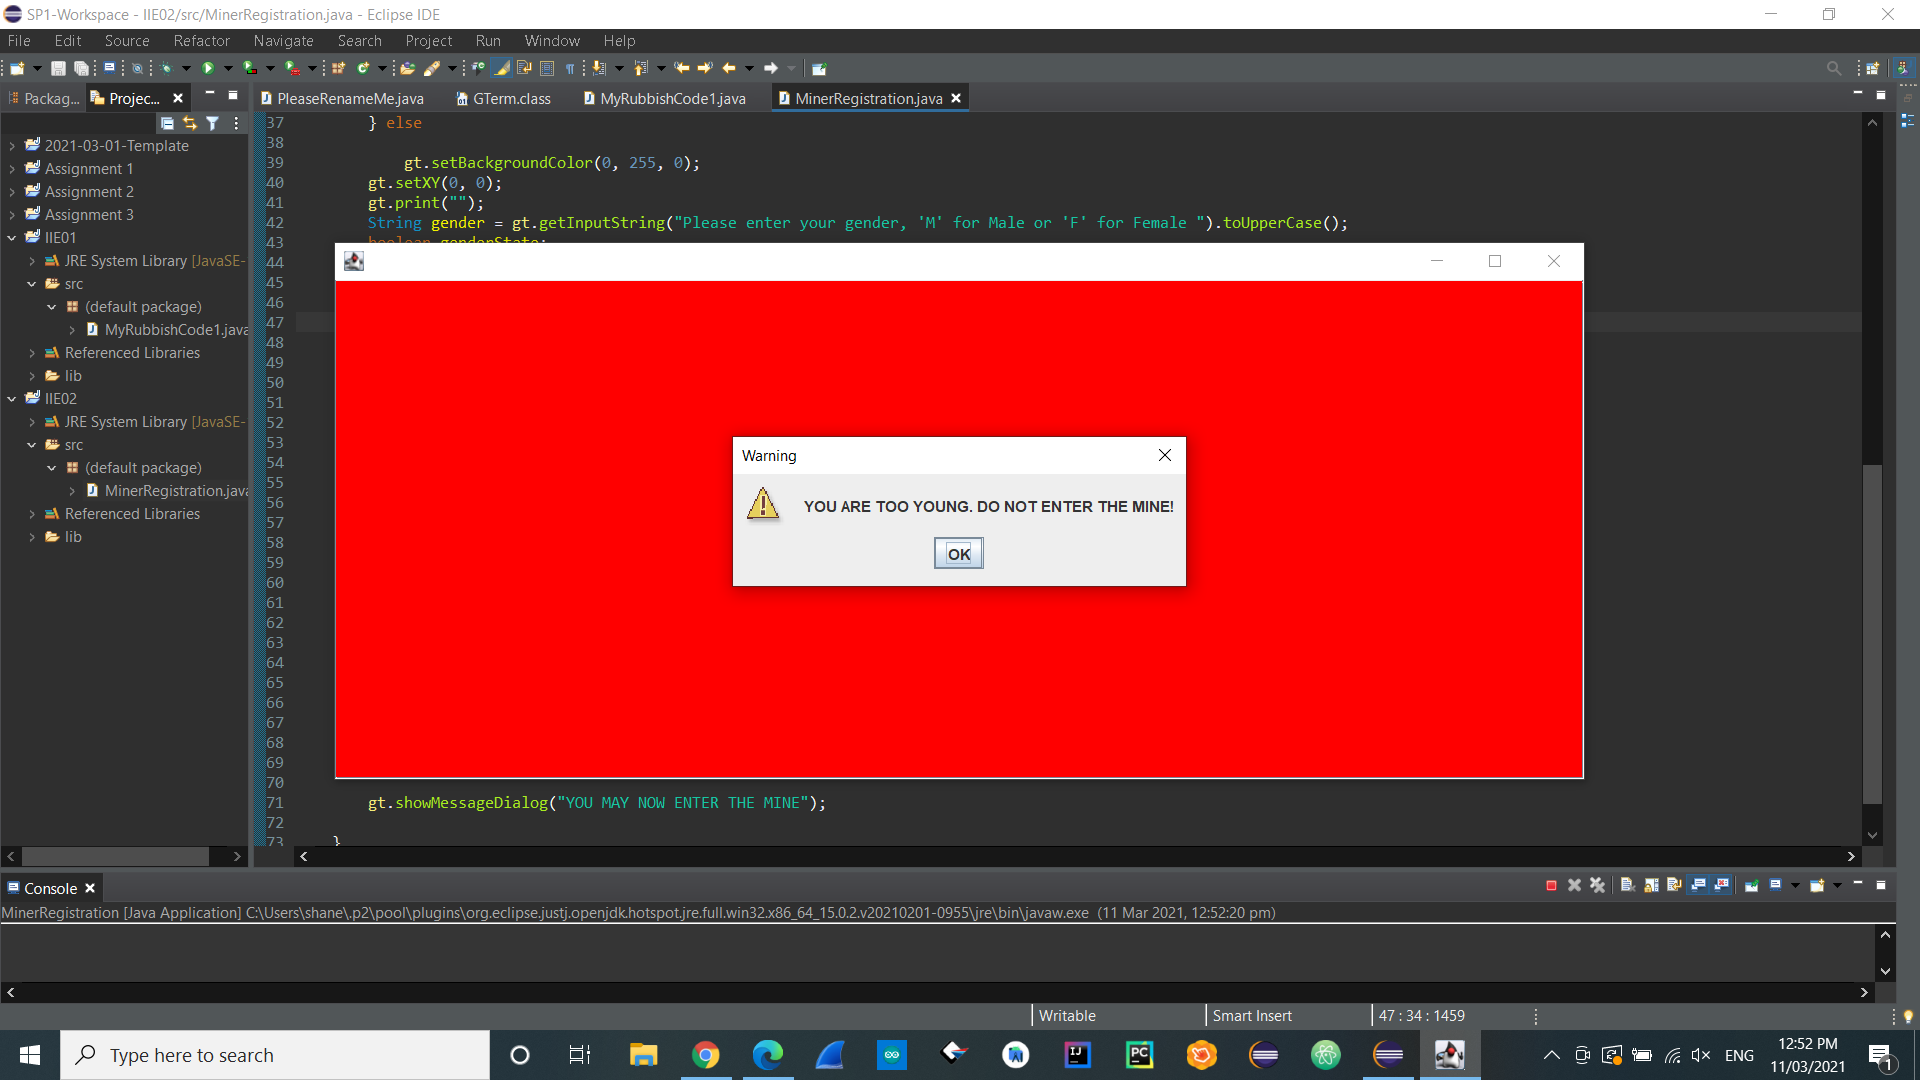 SP1-Workspace - IIE02/src/MinerRegistration.java - Eclipse IDE
File Edit Source Refactor Navigate Search Project Run Window Help
Packag... Projec... PleaseRenameMe.java GTerm.class MyRubbishCode1.java MinerRegistration.java
2021-03-01-Template
Assignment 1
Assignment 2
Assignment 3
IIE01
JRE System Library [JavaSE-
src
(default package)
MyRubbishCode1.java
Referenced Libraries
lib
IIE02
JRE System Library [JavaSE-
src
(default package)
MinerRegistration.java
Referenced Libraries
lib
37 } else
38
39 gt.setBackgroundColor(0, 255, 0);
40 gt.setXY(0, 0);
41 gt.print("");
42 String gender = gt.getInputString("Please enter your gender, 'M' for Male or 'F' for Female ").toUpperCase();
43 boolean genderState;
44
45
46
47
48
49
50
51
52
53
54
55
56
57
58
59
60
61
62
63
64
65
66
67
68
69
70
71 gt.showMessageDialog("YOU MAY NOW ENTER THE MINE");
72
73 }
Warning
YOU ARE TOO YOUNG. DO NOT ENTER THE MINE!
OK
Console
MinerRegistration [Java Application] C:\Users\shane\.p2\pool\plugins\org.eclipse.justj.openjdk.hotspot.jre.full.win32.x86_64_15.0.2.v20210201-0955\jre\bin\javaw.exe (11 Mar 2021, 12:52:20 pm)
Writable Smart Insert 47 : 34 : 1459
Type here to search
ENG
12:52 PM
11/03/2021
1